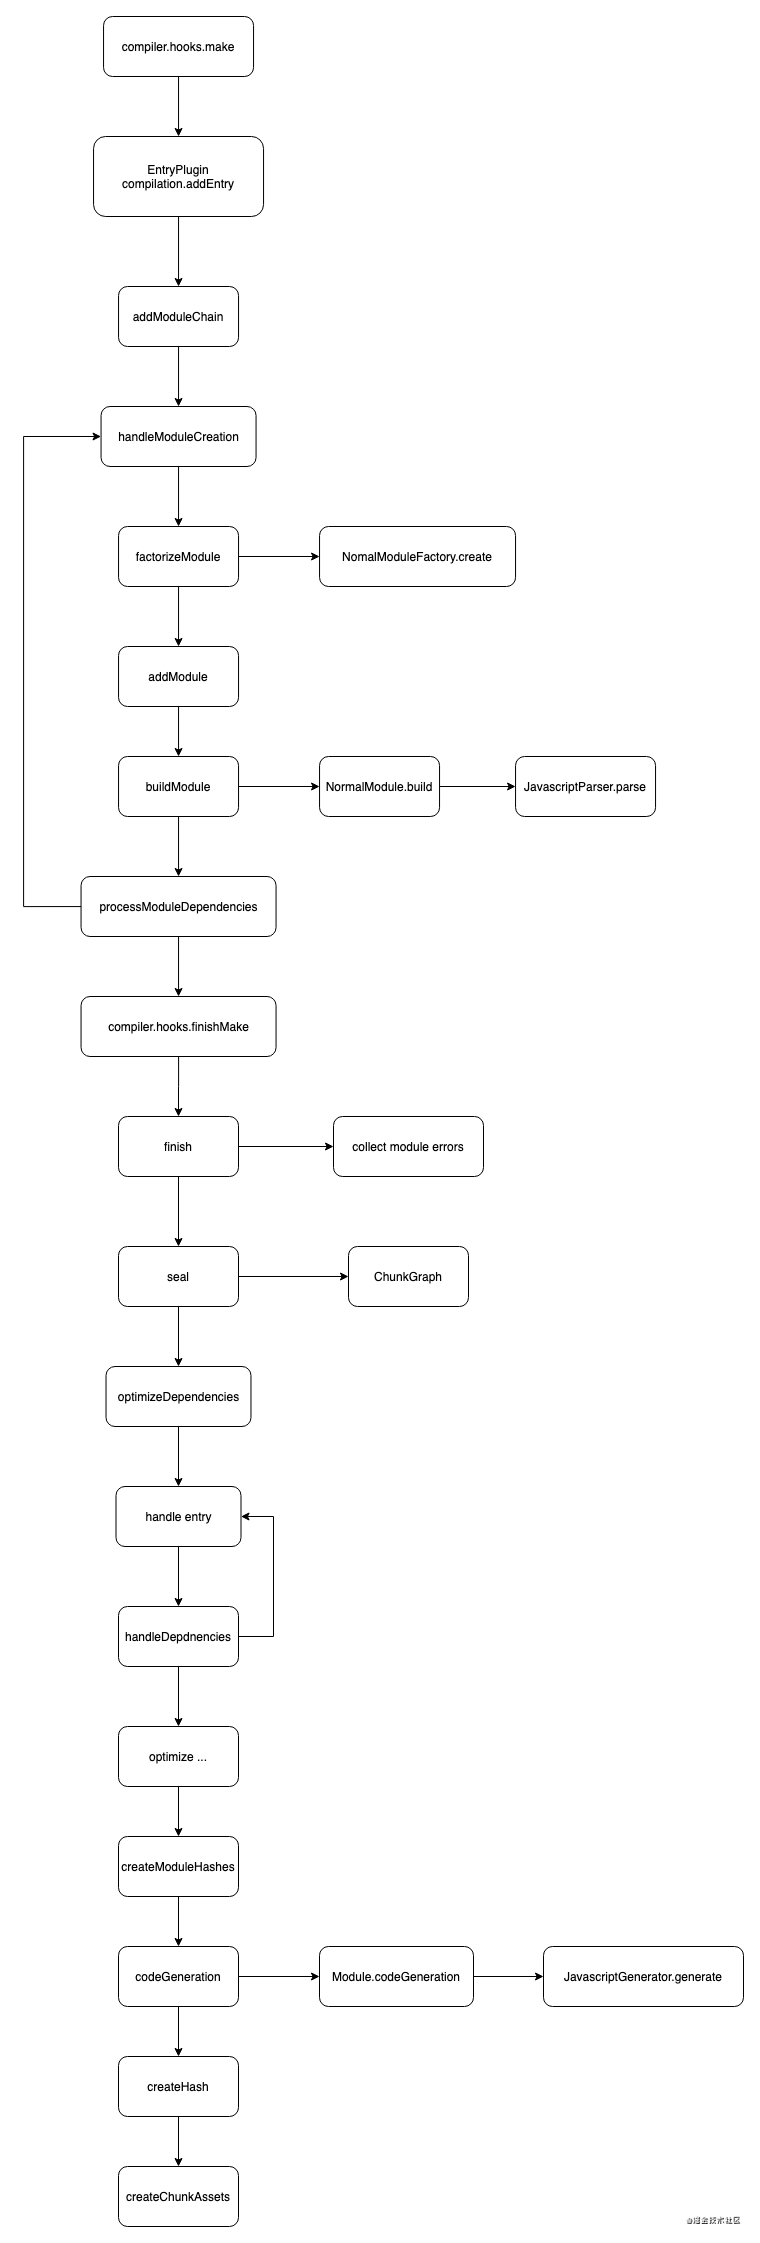 compiler.hooks.make
EntryPlugin
compilation.addEntry
addModuleChain
handleModuleCreation
factorizeModule
NomalModuleFactory.create
addModule
buildModule
NormalModule.build
JavascriptParser.parse
processModuleDependencies
compiler.hooks.finishMake
finish
collect module errors
seal
ChunkGraph
optimizeDependencies
handle entry
handleDepdnencies
optimize ...
createModuleHashes
codeGeneration
Module.codeGeneration
JavascriptGenerator.generate
createHash
createChunkAssets
@掘金技术社区